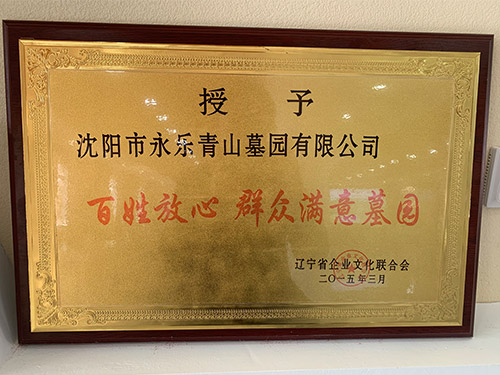 授 予
沈阳市永乐青山墓园有限公司
百姓放心 群众满意墓园
辽宁省企业文化联合会
二〇一五年三月